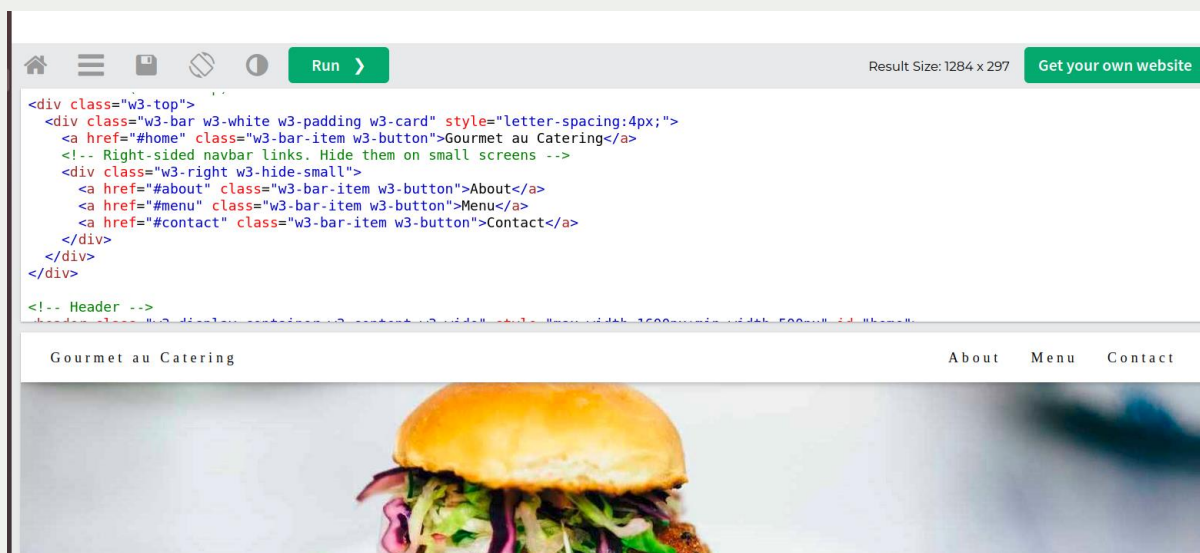 Run ❯
Result Size: 1284 x 297
Get your own website
<div class="w3-top">
<div class="w3-bar w3-white w3-padding w3-card" style="letter-spacing:4px;">
<a href="#home" class="w3-bar-item w3-button">Gourmet au Catering</a>
<!-- Right-sided navbar links. Hide them on small screens -->
<div class="w3-right w3-hide-small">
<a href="#about" class="w3-bar-item w3-button">About</a>
<a href="#menu" class="w3-bar-item w3-button">Menu</a>
<a href="#contact" class="w3-bar-item w3-button">Contact</a>
</div>
</div>
</div>
<!-- Header -->
Gourmet au Catering
About Menu Contact